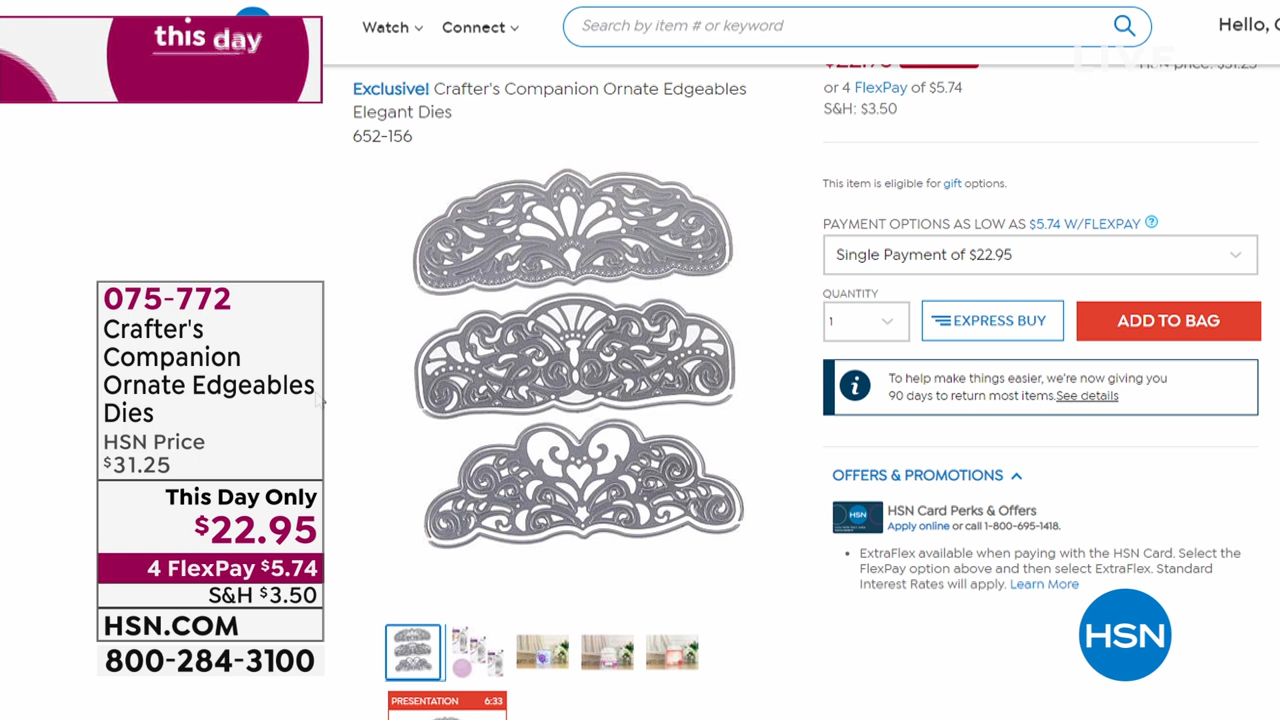 this day
Watch
Connect
Search by item # or keyword
Hello,
LIVE
Exclusive! Crafter's Companion Ornate Edgeables
Elegant Dies
652-156
HSN price: $31.25
or 4 FlexPay of $5.74
S&H: $3.50
This item is eligible for gift options.
PAYMENT OPTIONS AS LOW AS $5.74 W/FLEXPAY ?
Single Payment of $22.95
QUANTITY
1
EXPRESS BUY
ADD TO BAG
i
To help make things easier, we're now giving you
90 days to return most items.See details
OFFERS & PROMOTIONS
HSN
HSN Card Perks & Offers
Apply online or call 1-800-695-1418.
• ExtraFlex available when paying with the HSN Card. Select the
FlexPay option above and then select ExtraFlex. Standard
Interest Rates will apply. Learn More
075-772
Crafter's
Companion
Ornate Edgeables
Dies
HSN Price
$31.25
This Day Only
$22.95
4 FlexPay $5.74
S&H $3.50
HSN.COM
800-284-3100
PRESENTATION 6:33
HSN